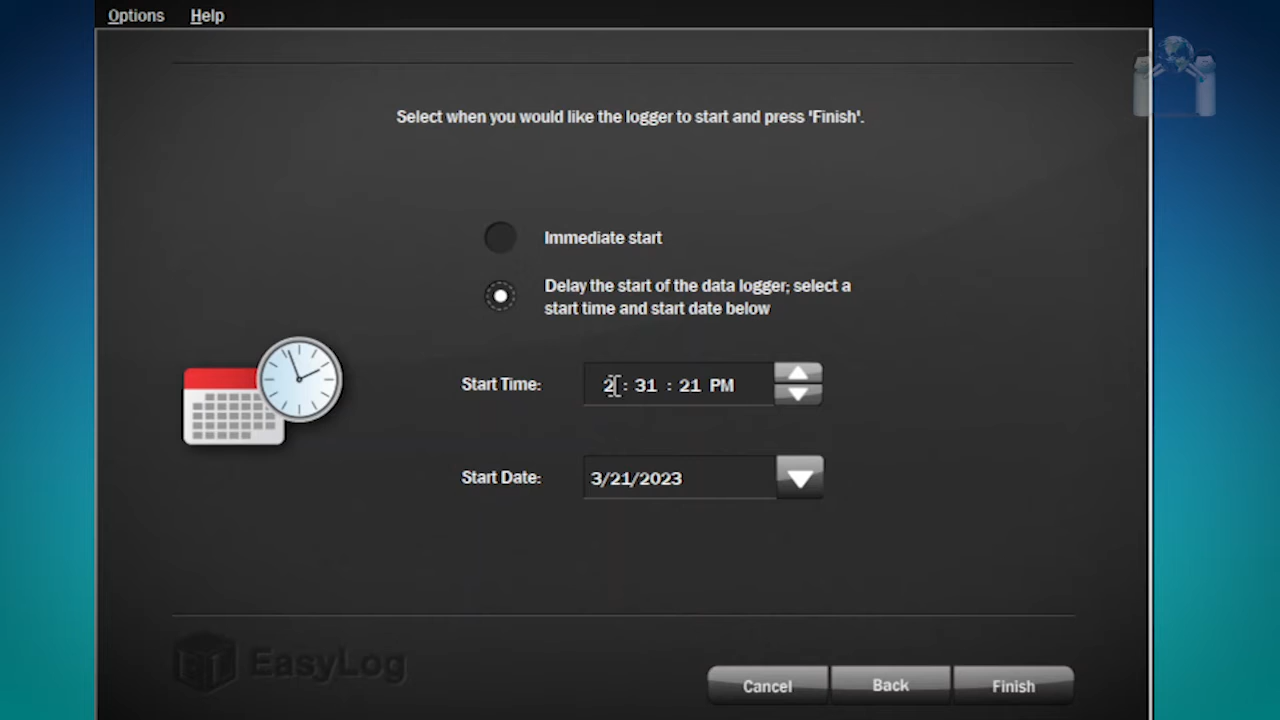 Options Help
Select when you would like the logger to start and press 'Finish'.
Immediate start
Delay the start of the data logger; select a
start time and start date below
Start Time: 2 : 31 : 21 PM
Start Date: 3/21/2023
EasyLog
Cancel Back Finish